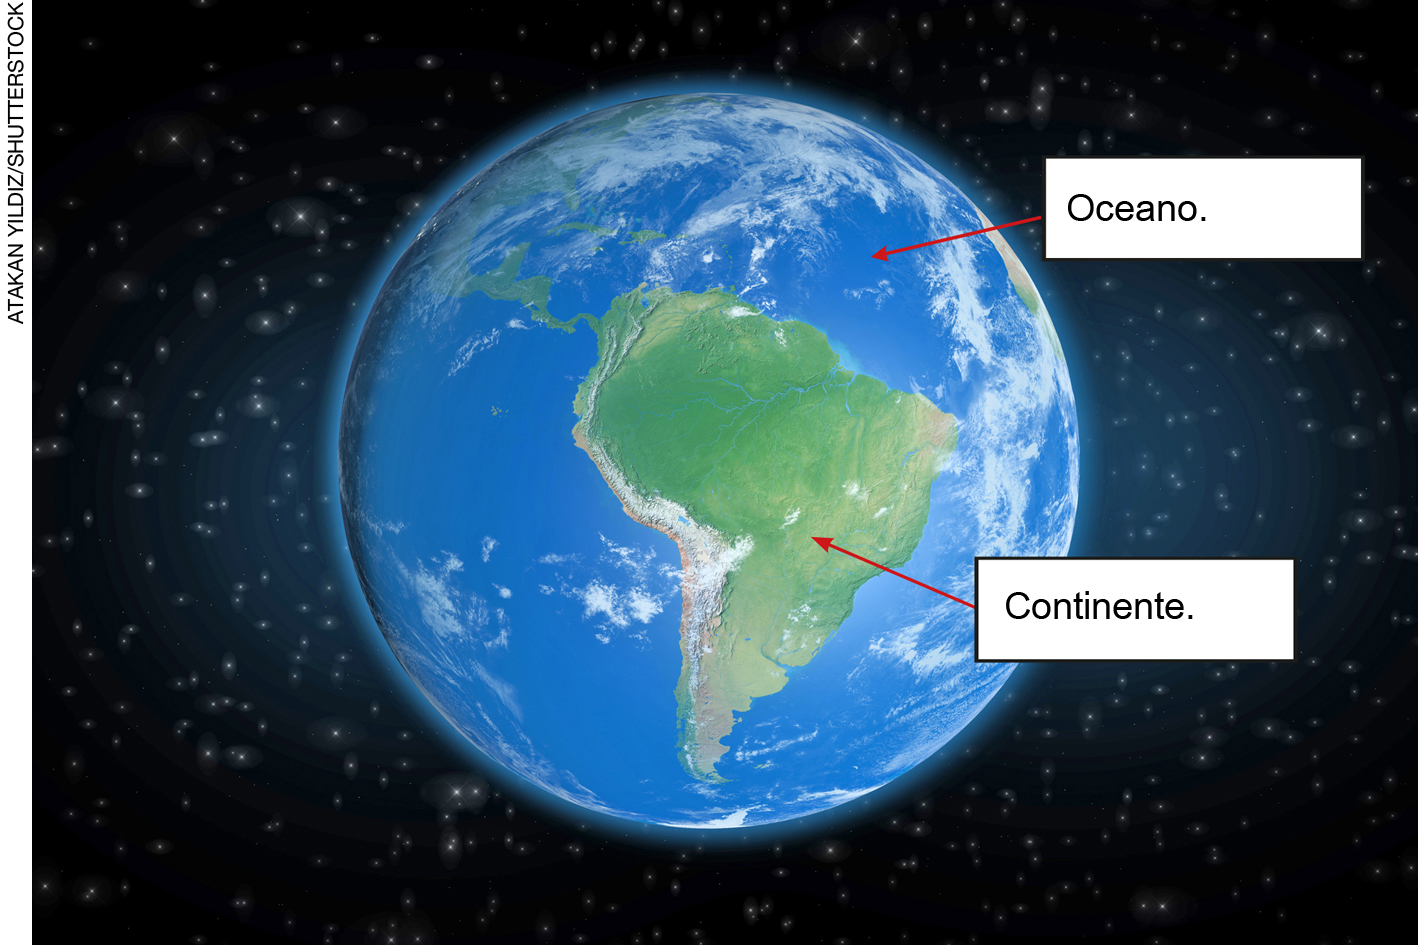 ATAKAN YILDIZ/SHUTTERSTOCK
Oceano.
Continente.